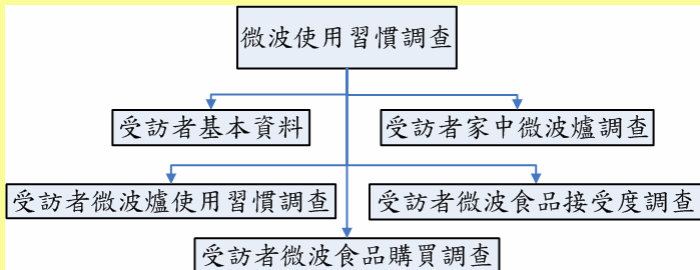 微波使用習慣調查
受訪者基本資料
受訪者家中微波爐調查
受訪者微波爐使用習慣調查
受訪者微波食品接受度調查
受訪者微波食品購買調查